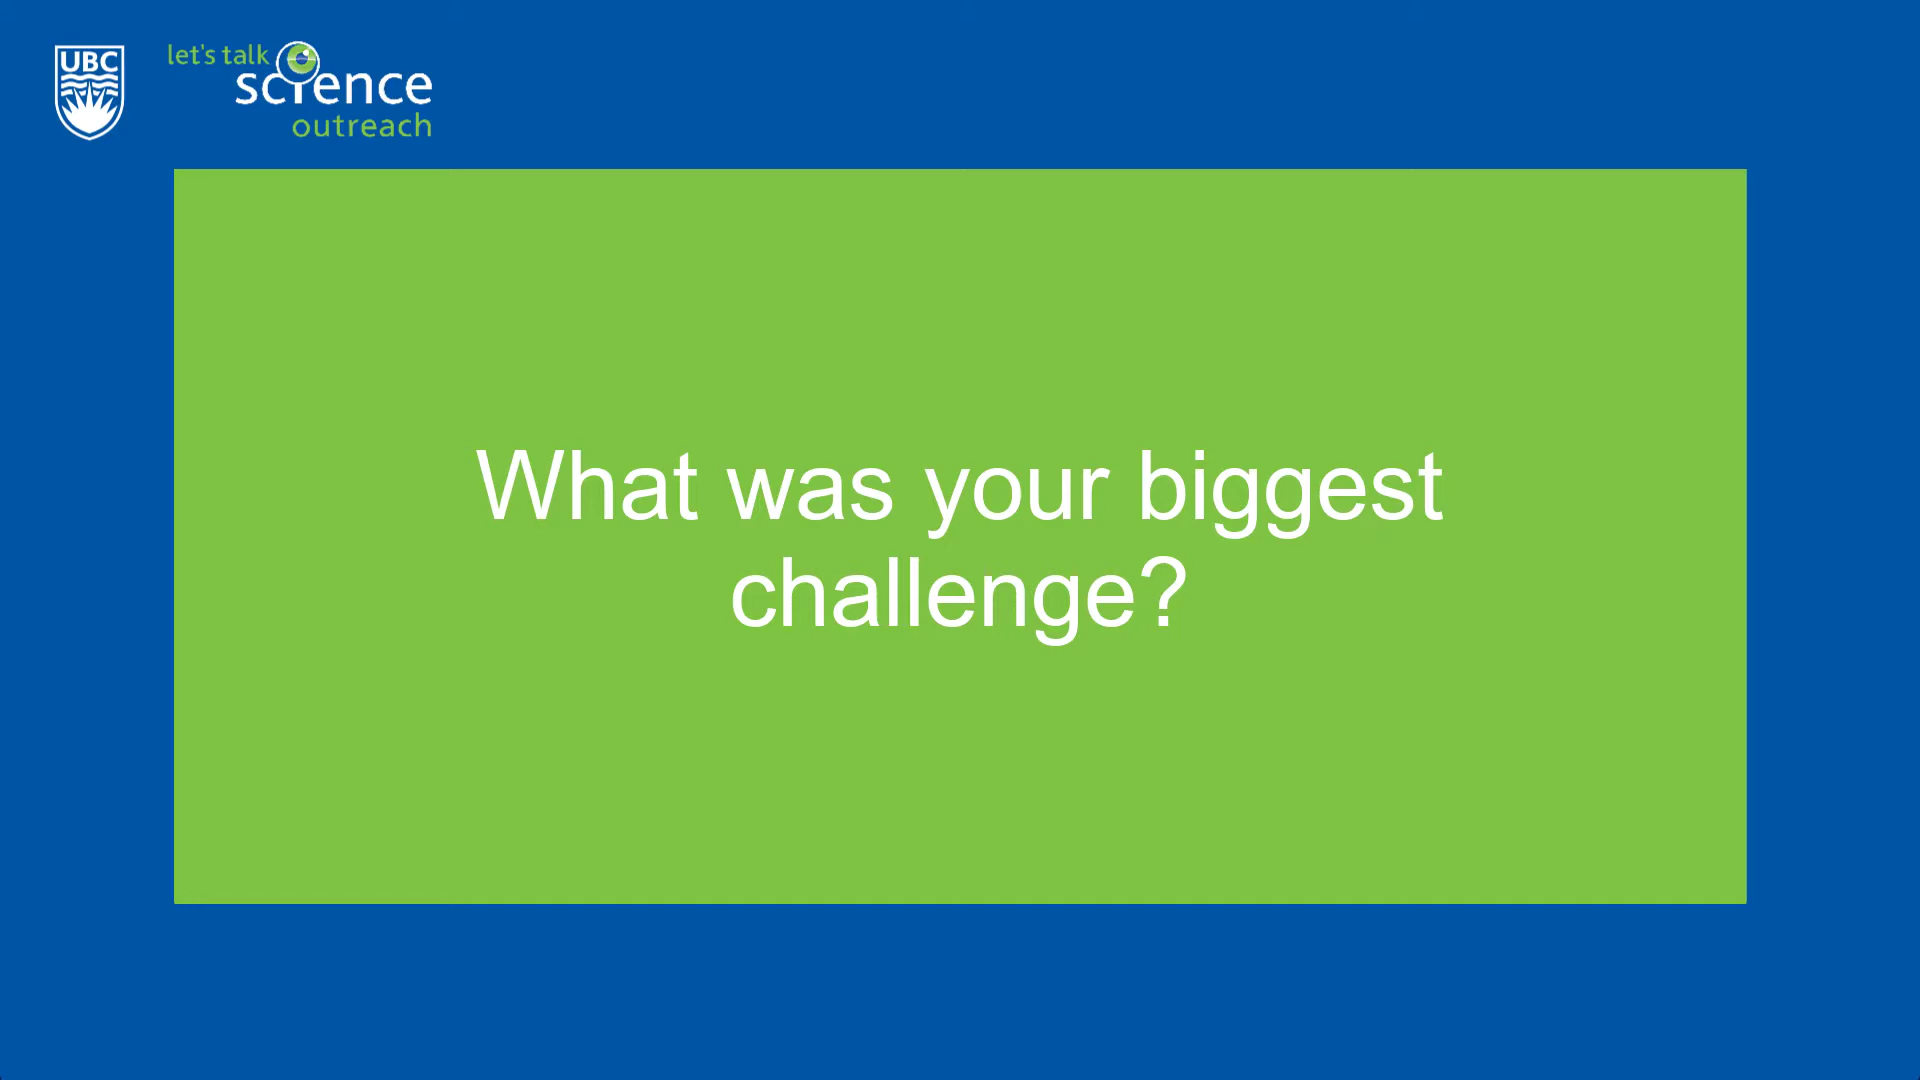 UBC
let's talk
science
outreach
What was your biggest
challenge?